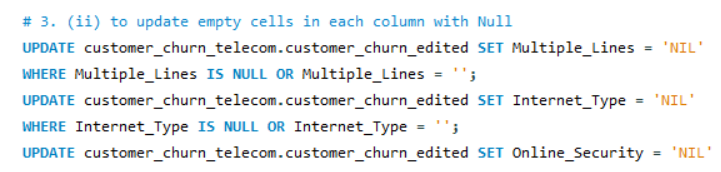 # 3. (ii) to update empty cells in each column with Null
UPDATE customer_churn_telecom.customer_churn_edited SET Multiple_Lines = 'NIL'
WHERE Multiple_Lines IS NULL OR Multiple_Lines = '';
UPDATE customer_churn_telecom.customer_churn_edited SET Internet_Type = 'NIL'
WHERE Internet_Type IS NULL OR Internet_Type = '';
UPDATE customer_churn_telecom.customer_churn_edited SET Online_Security = 'NIL'